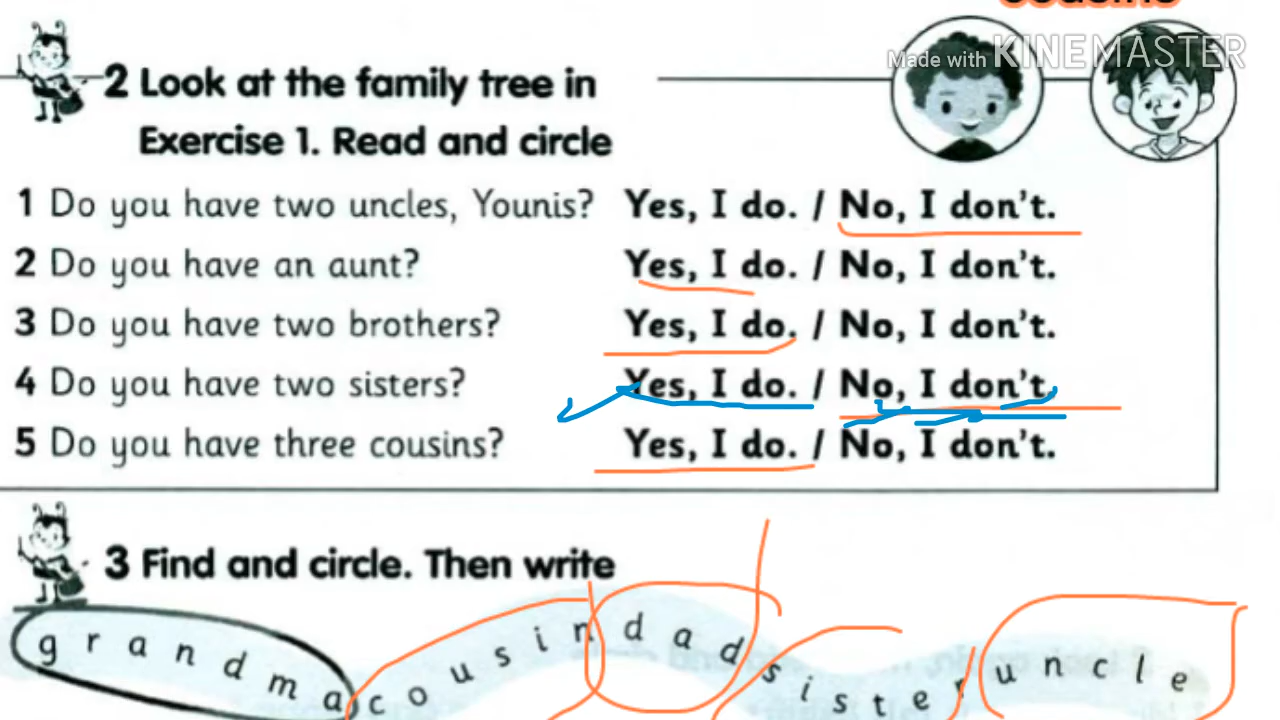 cousins
Made with KINEMASTER
2 Look at the family tree in
Exercise 1. Read and circle
1 Do you have two uncles, Younis? Yes, I do. / No, I don't.
2 Do you have an aunt? Yes, I do. / No, I don't.
3 Do you have two brothers? Yes, I do. / No, I don't.
4 Do you have two sisters? Yes, I do. / No, I don't.
5 Do you have three cousins? Yes, I do. / No, I don't.
3 Find and circle. Then write
grandmacousindadsisteruncle